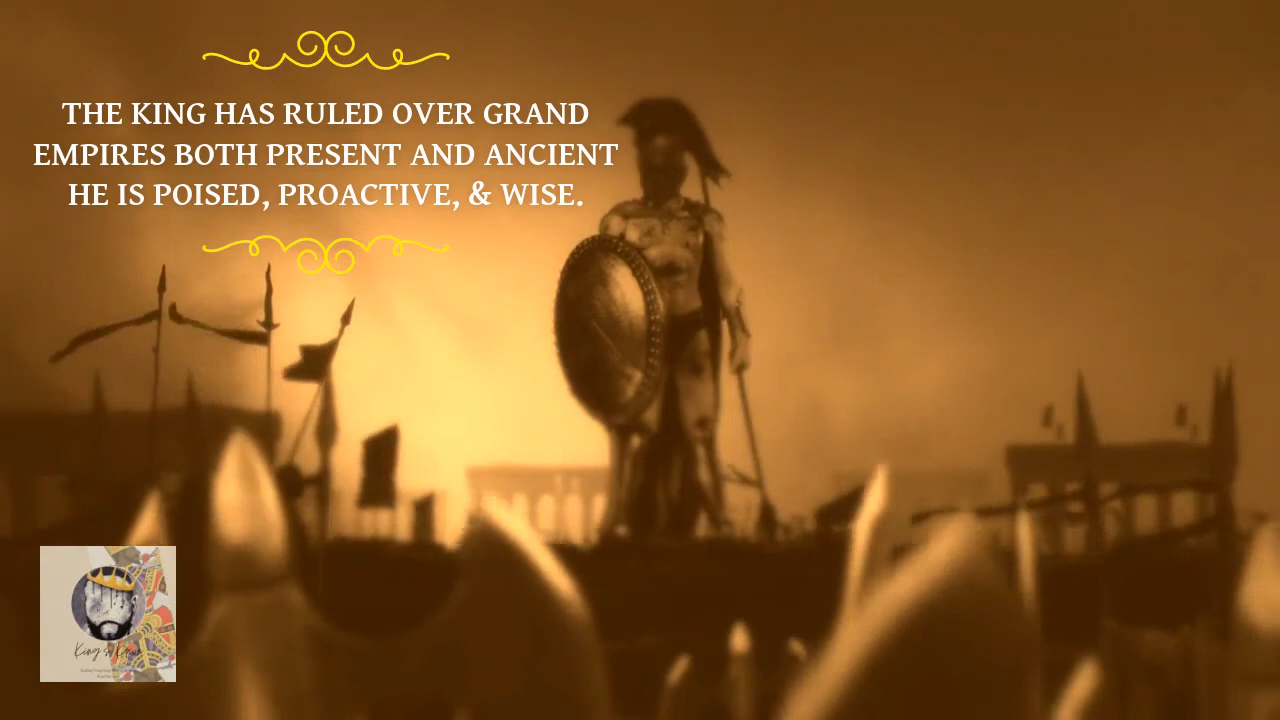 THE KING HAS RULED OVER GRAND
EMPIRES BOTH PRESENT AND ANCIENT
HE IS POISED, PROACTIVE, & WISE.